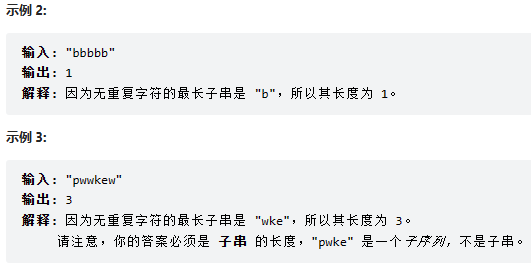 示例 2:
输入: "bbbbb"
输出: 1
解释: 因为无重复字符的最长子串是 "b"，所以其长度为 1。
示例 3:
输入: "pwwkew"
输出: 3
解释: 因为无重复字符的最长子串是 "wke"，所以其长度为 3。
请注意，你的答案必须是 子串 的长度，"pwke" 是一个子序列，不是子串。